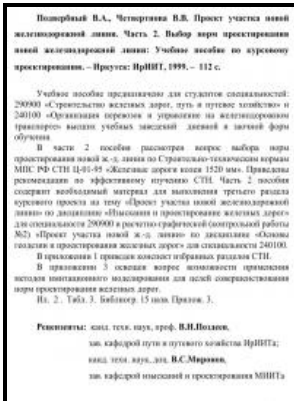 Подвербный В.А., Четвертнова В.В. Проект участка новой
железнодорожной линии. Часть 2. Выбор норм проектирования
новой железнодорожной линии: Учебное пособие по курсовому
проектированию. – Иркутск: ИрИИТ, 1999. – 112 с.
Учебное пособие предназначено для студентов специальностей:
290900 «Строительство железных дорог, путь и путевое хозяйство» и
240100 «Организация перевозок и управление на железнодорожном
транспорте» высших учебных заведений дневной и заочной форм
обучения.
В части 2 пособия рассмотрен вопрос выбора норм
проектирования новой ж.-д. линии по Строительно-техническим нормам
МПС РФ СТН Ц-01-95 «Железные дороги колеи 1520 мм». Приведены
рекомендации по эффективному изучению СТН. Часть 2 пособия
содержит необходимый материал для выполнения третьего раздела
курсового проекта на тему «Проект участка новой железнодорожной
линии» по дисциплине «Изыскания и проектирование железных дорог»
для специальности 290900 и расчетно-графической (контрольной работы
№2) «Проект участка новой ж.-д. линии» по дисциплине «Основы
геодезии и проектирования железных дорог» для специальности 240100.
В приложении 1 приведен конспект избранных разделов СТН.
В приложении 3 освещен вопрос возможности применения
методов имитационного моделирования для целей совершенствования
норм проектирования железных дорог.
Ил. 2. Табл. 3. Библиогр. 15 назв. Прилож. 3.
Рецензенты: канд. техн. наук, проф. В.И.Поздеев,
зав. кафедрой пути и путевого хозяйства ИрИИТа;
канд. техн. наук, доц. В.С.Миронов,
зав. кафедрой изысканий и проектирования МИИТа